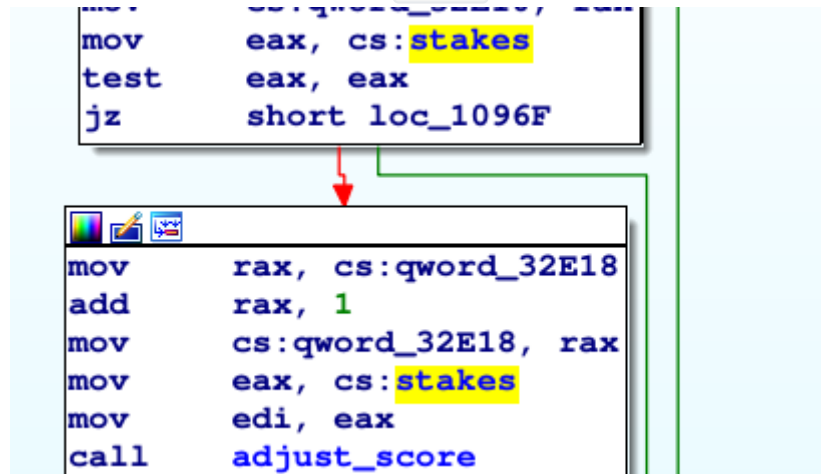 mov eax, cs:stakes
test eax, eax
jz short loc_1096F
mov rax, cs:qword_32E18
add rax, 1
mov cs:qword_32E18, rax
mov eax, cs:stakes
mov edi, eax
call adjust_score